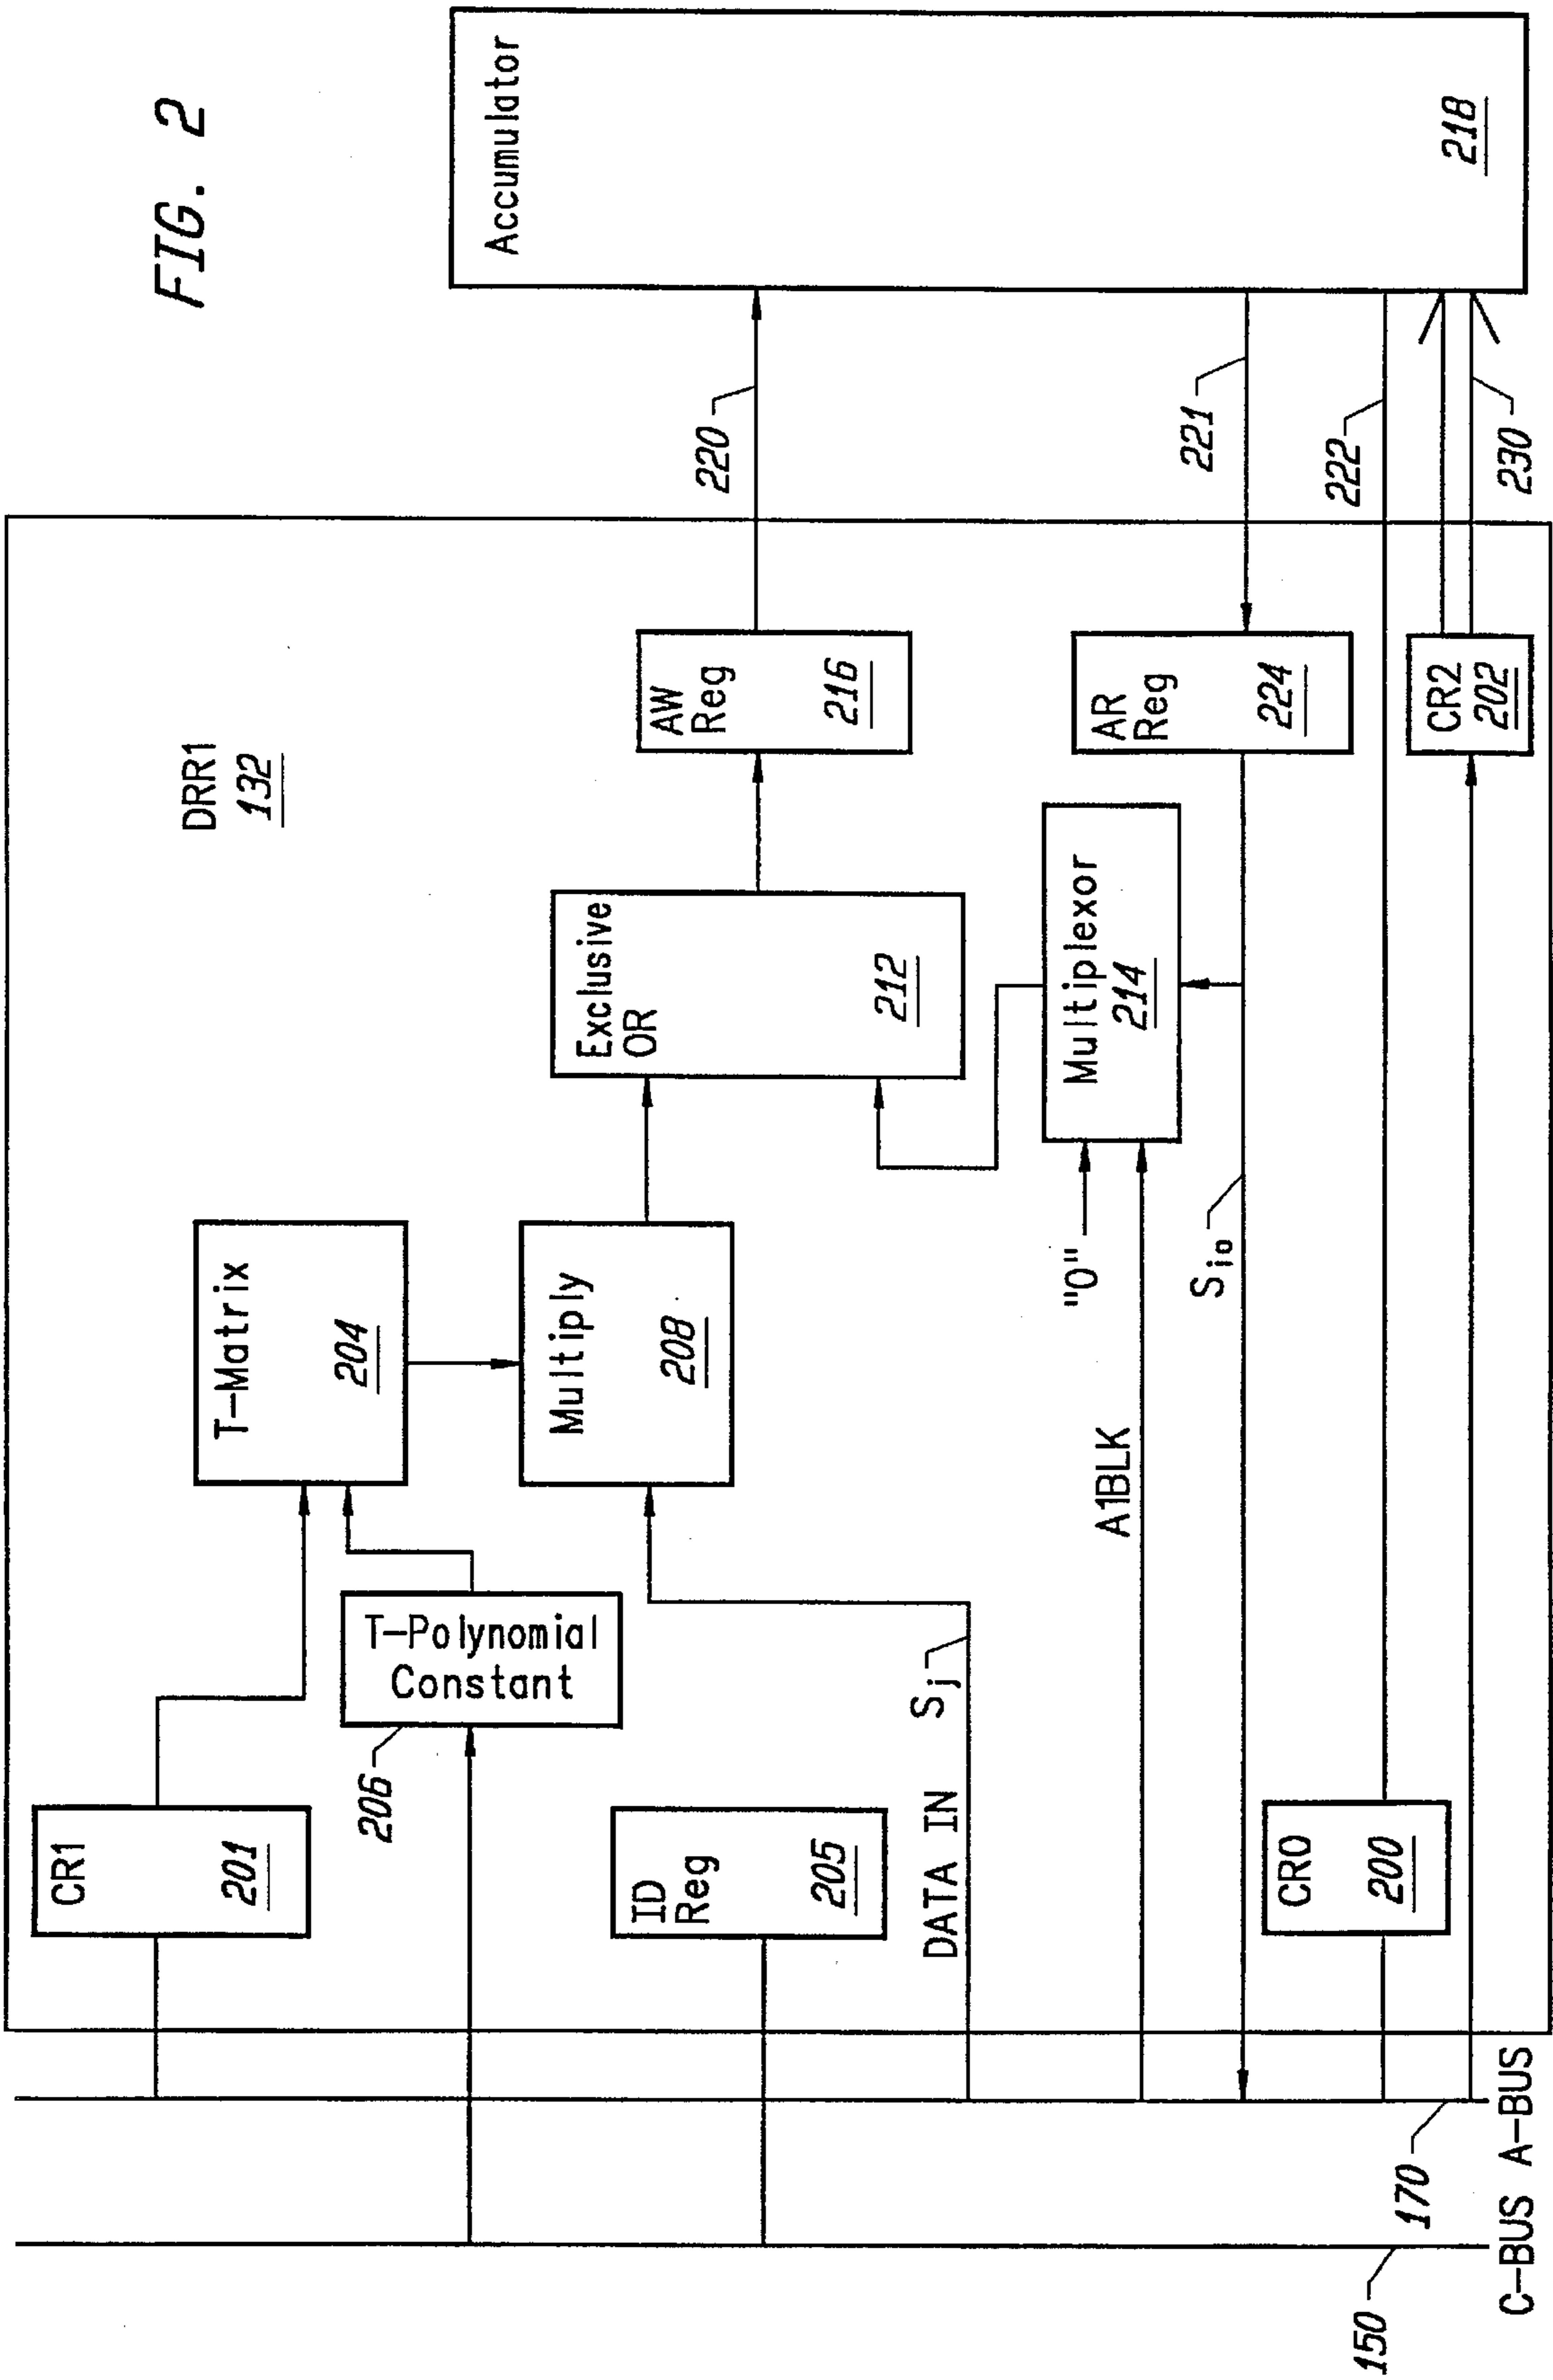 FIG. 2
DRR1
132
Accumulator
218
CR1
201
T-Matrix
204
T-Polynomial
Constant
206
Multiply
208
ID
Reg
205
Exclusive
OR
212
AW
Reg
216
220
DATA IN
Sj
"0"
A1BLK
Multiplexor
214
AR
Reg
224
221
Sio
CR0
200
222
CR2
202
230
150
170
C-BUS A-BUS